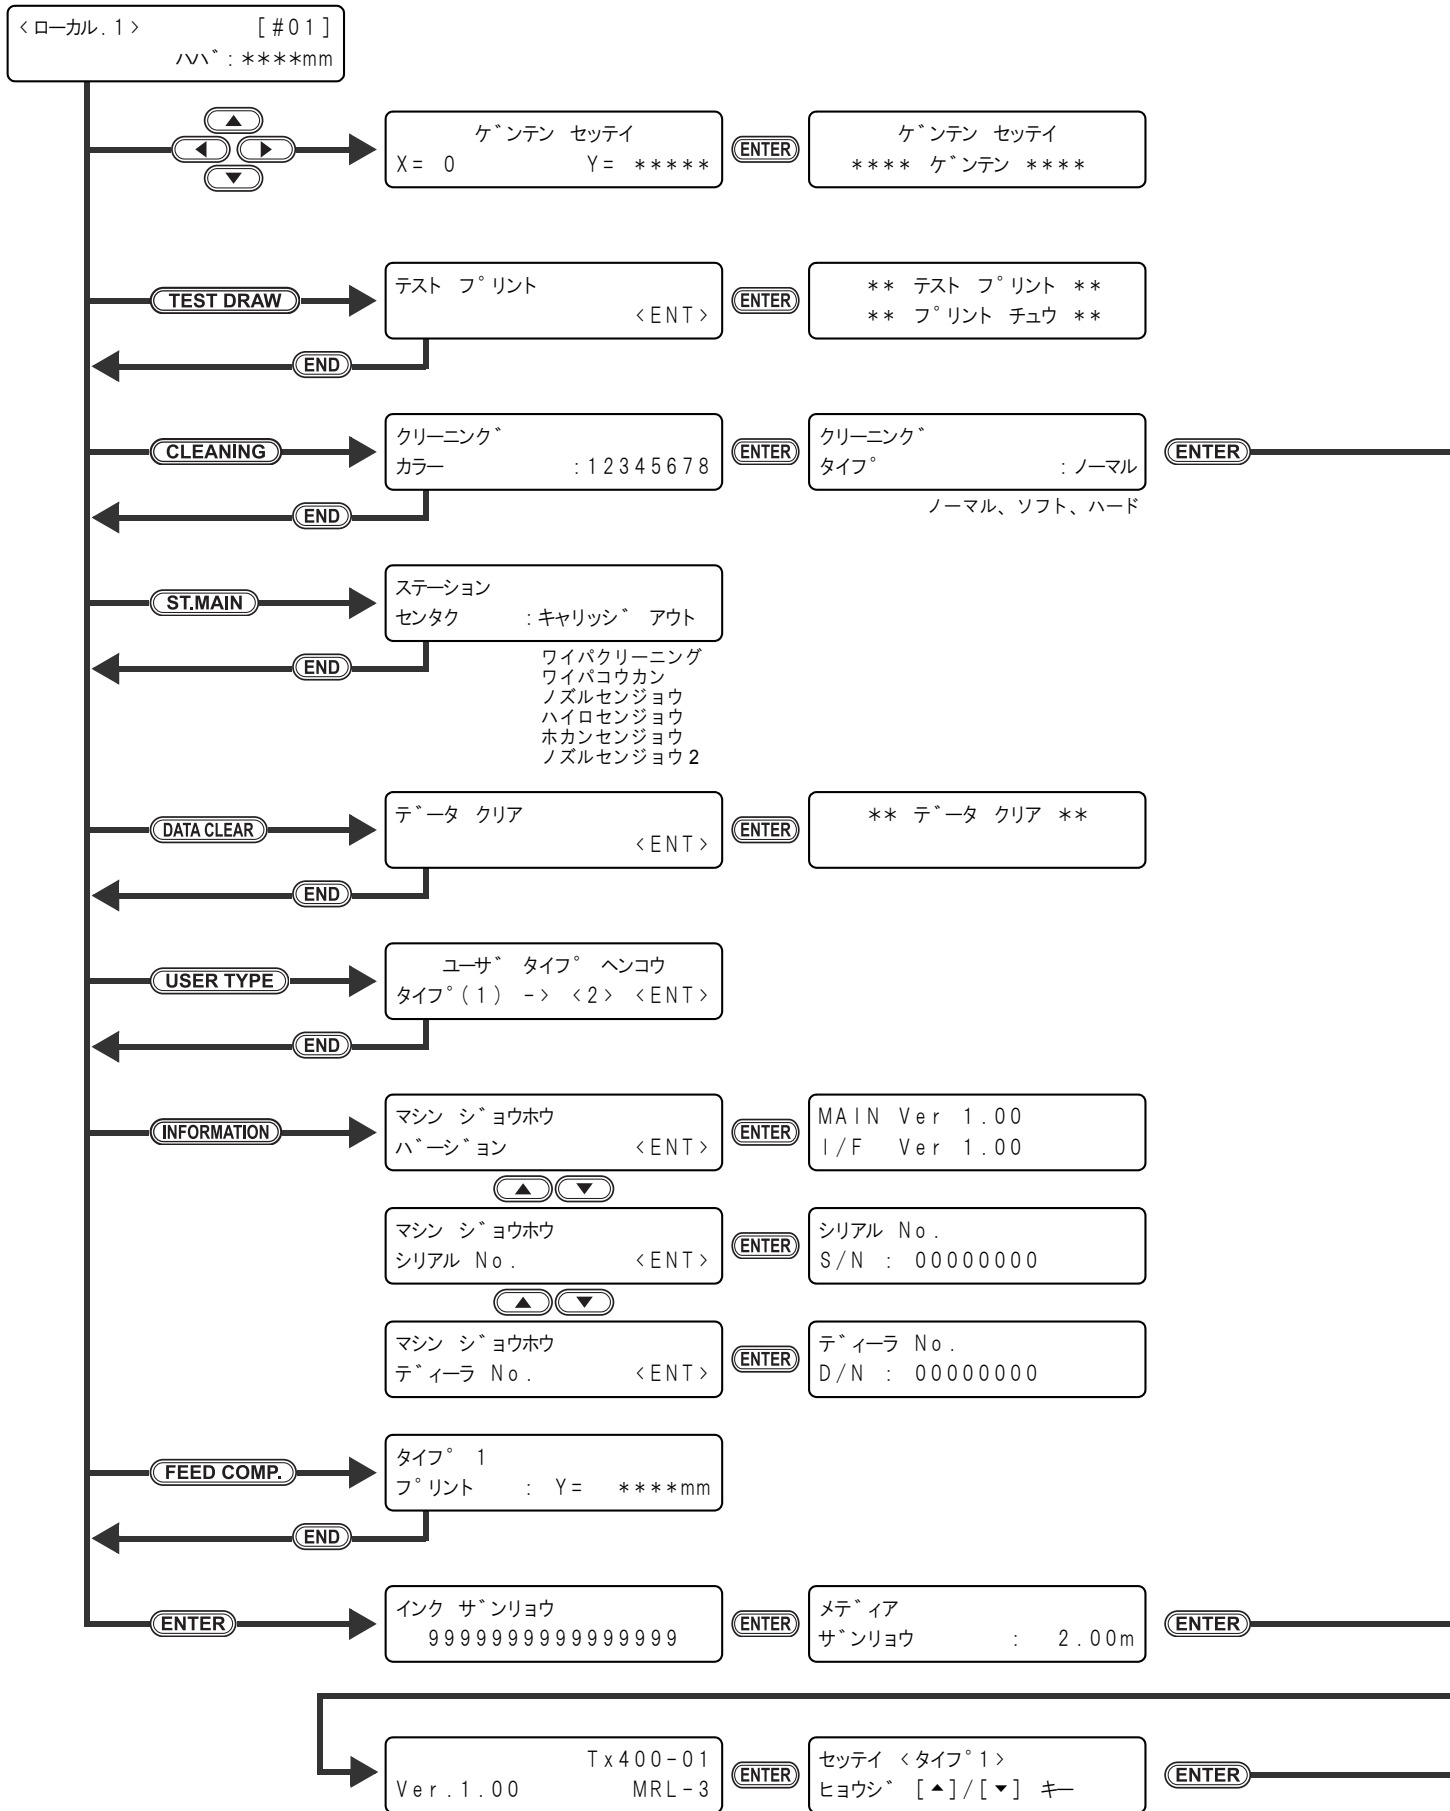 <ローカル.1> [#01]
ハバ:****mm
ゲンテン セッテイ
X= 0 Y= *****
ENTER
ゲンテン セッテイ
**** ゲンテン ****
TEST DRAW
テスト プリント
<ENT>
ENTER
** テスト プリント **
** プリント チュウ **
END
CLEANING
クリーニング
カラー :12345678
ENTER
クリーニング
タイプ :ノーマル
ENTER
ノーマル、ソフト、ハード
END
ST.MAIN
ステーション
センタク :キャリッジ アウト
END
ワイパクリーニング
ワイパコウカン
ノズルセンジョウ
ハイロセンジョウ
ホカンセンジョウ
ノズルセンジョウ2
DATA CLEAR
データ クリア
<ENT>
ENTER
** データ クリア **
END
USER TYPE
ユーザ タイプ ヘンコウ
タイプ(1) -> <2> <ENT>
END
INFORMATION
マシン ジョウホウ
バージョン <ENT>
ENTER
MAIN Ver 1.00
I/F Ver 1.00
マシン ジョウホウ
シリアル No. <ENT>
ENTER
シリアル No.
S/N : 00000000
マシン ジョウホウ
ディーラ No. <ENT>
ENTER
ディーラ No.
D/N : 00000000
FEED COMP.
タイプ 1
プリント : Y= ****mm
END
ENTER
インク ザンリョウ
9999999999999999
ENTER
メディア
ザンリョウ : 2.00m
ENTER
Tx400-01
Ver.1.00 MRL-3
ENTER
セッテイ <タイプ1>
ヒョウジ [▲]/[▼] キー
ENTER